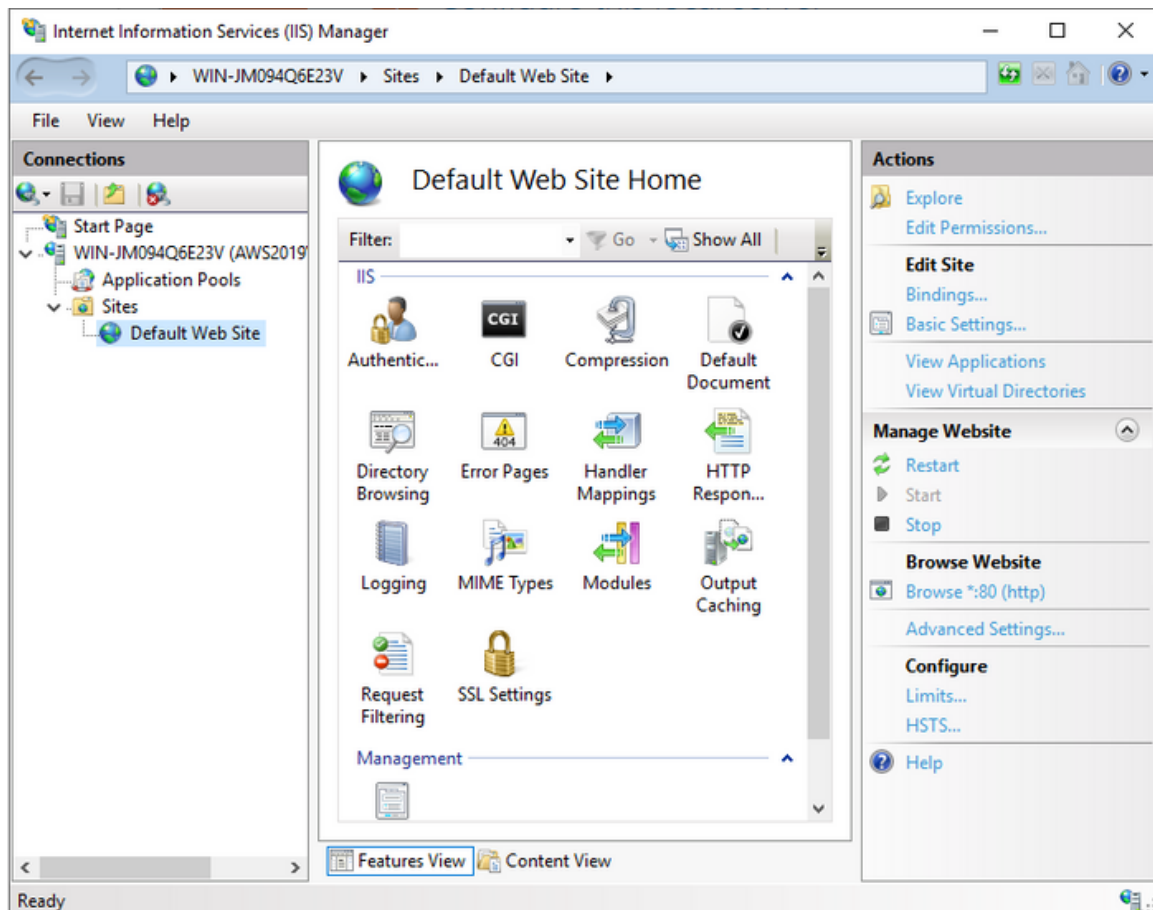 Internet Information Services (IIS) Manager
WIN-JM094Q6E23V
Sites
Default Web Site
File
View
Help
Connections
Start Page
WIN-JM094Q6E23V (AWS2019
Application Pools
Sites
Default Web Site
Default Web Site Home
Filter:
Go
Show All
IIS
Authentic...
CGI
CGI
Compression
Default
Document
Directory
Browsing
404
Error Pages
Handler
Mappings
HTTP
Respon...
Logging
MIME Types
Modules
Output
Caching
Request
Filtering
SSL Settings
Management
Features View
Content View
Actions
Explore
Edit Permissions...
Edit Site
Bindings...
Basic Settings...
View Applications
View Virtual Directories
Manage Website
Restart
Start
Stop
Browse Website
Browse *:80 (http)
Advanced Settings...
Configure
Limits...
HSTS...
Help
Ready